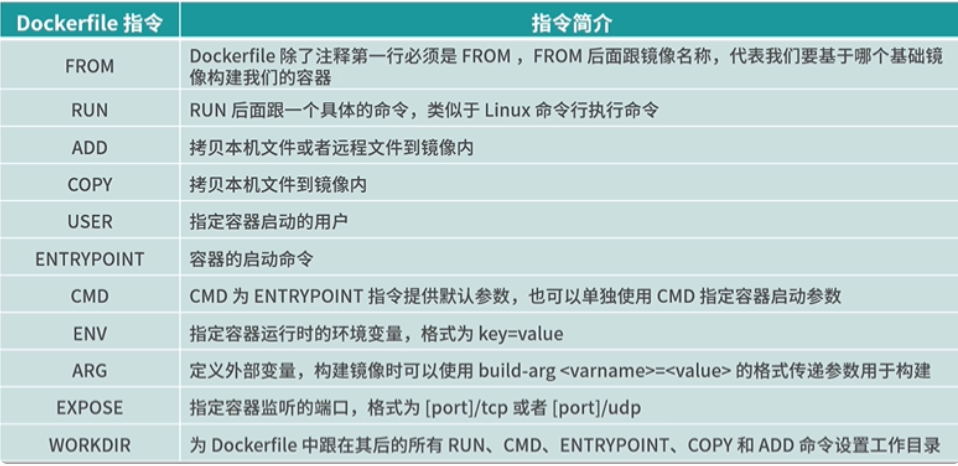 Dockerfile 指令 指令简介
FROM Dockerfile 除了注释第一行必须是 FROM ，FROM 后面跟镜像名称，代表我们要基于哪个基础镜
像构建我们的容器
RUN RUN 后面跟一个具体的命令，类似于 Linux 命令行执行命令
ADD 拷贝本机文件或者远程文件到镜像内
COPY 拷贝本机文件到镜像内
USER 指定容器启动的用户
ENTRYPOINT 容器的启动命令
CMD CMD 为 ENTRYPOINT 指令提供默认参数，也可以单独使用 CMD 指定容器启动参数
ENV 指定容器运行时的环境变量，格式为 key=value
ARG 定义外部变量，构建镜像时可以使用 build-arg <varname>=<value> 的格式传递参数用于构建
EXPOSE 指定容器监听的端口，格式为 [port]/tcp 或者 [port]/udp
WORKDIR 为 Dockerfile 中跟在其后的所有 RUN、CMD、ENTRYPOINT、COPY 和 ADD 命令设置工作目录